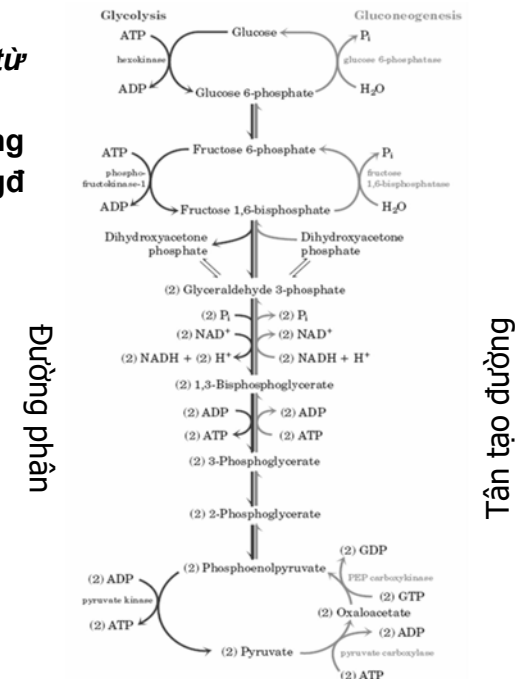 từ
ng
gđ
Glycolysis
Gluconeogenesis
ATP
Glucose
Pi
hexokinase
glucose 6-phosphatase
ADP
Glucose 6-phosphate
H2O
ATP
Fructose 6-phosphate
Pi
phospho-
fructokinase-1
fructose
1,6-bisphosphatase
ADP
Fructose 1,6-bisphosphate
H2O
Dihydroxyacetone
phosphate
Dihydroxyacetone
phosphate
(2) Glyceraldehyde 3-phosphate
(2) Pi
(2) Pi
(2) NAD+
(2) NAD+
(2) NADH + (2) H+
(2) NADH + H+
(2) 1,3-Bisphosphoglycerate
(2) ADP
(2) ADP
(2) ATP
(2) ATP
(2) 3-Phosphoglycerate
(2) 2-Phosphoglycerate
(2) Phosphoenolpyruvate
(2) GDP
PEP carboxykinase
(2) GTP
(2) ADP
pyruvate kinase
(2) ATP
(2) Oxaloacetate
(2) ADP
(2) Pyruvate
pyruvate carboxylase
(2) ATP
Đường phân
Tân tạo đường